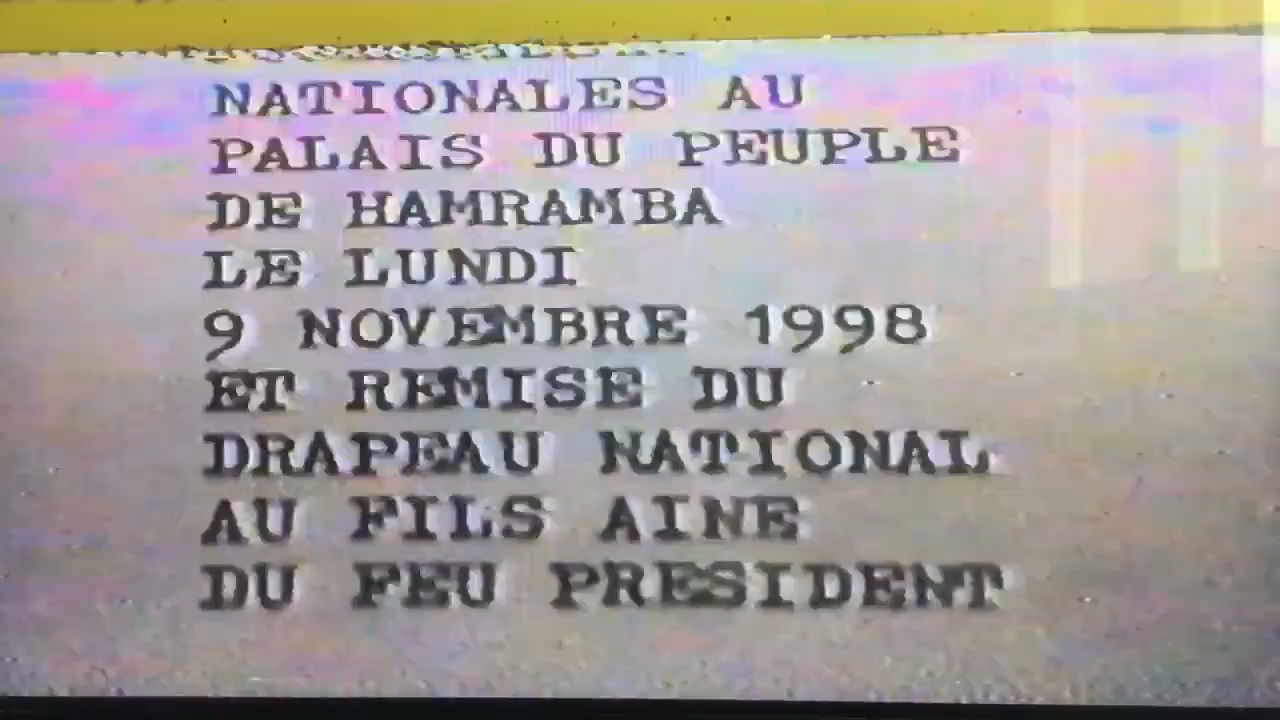 NATIONALES AU
PALAIS DU PEUPLE
DE HAMRAMBA
LE LUNDI
9 NOVEMBRE 1998
ET REMISE DU
DRAPEAU NATIONAL
AU FILS AINE
DU FEU PRESIDENT